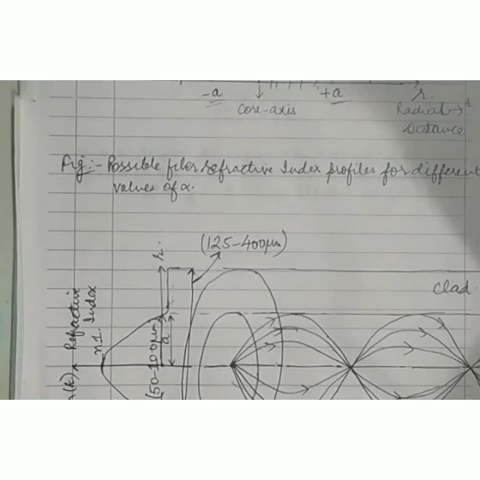 -a
+a
r
core-axis
Radial
Distance
Fig:- Possible fiber refractive Index profiles for different
values of α.
(125-400μm)
r.
clad
Refractive
Index
n1.
a
(50-100μm)